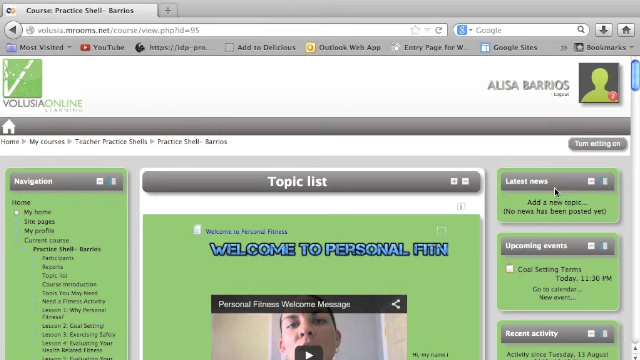 Course: Practice Shell- Barrios
volusia.mrooms.net/course/view.php?id=95
Google
Most Visited
https://idp-pro...
Add to Delicious
Outlook Web App
Entry Page for W...
Google Sites
Bookmarks
VOLUSIA ONLINE
LEARNING
ALISA BARRIOS
Logout
Home
My courses
Teacher Practice Shells
Practice Shell- Barrios
Turn editing on
Navigation
Home
My home
Site pages
My profile
Current course
Practice Shell- Barrios
Participants
Reports
Topic list
Course Introduction
Tools You May Need
Need a Fitness Activity
Lesson 1: Why Personal
Fitness?
Lesson 2: Goal Setting!
Lesson 3: Exercising Safely
Lesson 4: Evaluating Your
Health Related Fitness
Topic list
Welcome to Personal Fitness
WELCOME TO PERSONAL FITN
Personal Fitness Welcome Message
Hi, my name i
Latest news
Add a new topic...
(No news has been posted yet)
Upcoming events
Coal Setting Terms
Today, 11:30 PM
Go to calendar...
New event...
Recent activity
Activity since Tuesday, 13 August